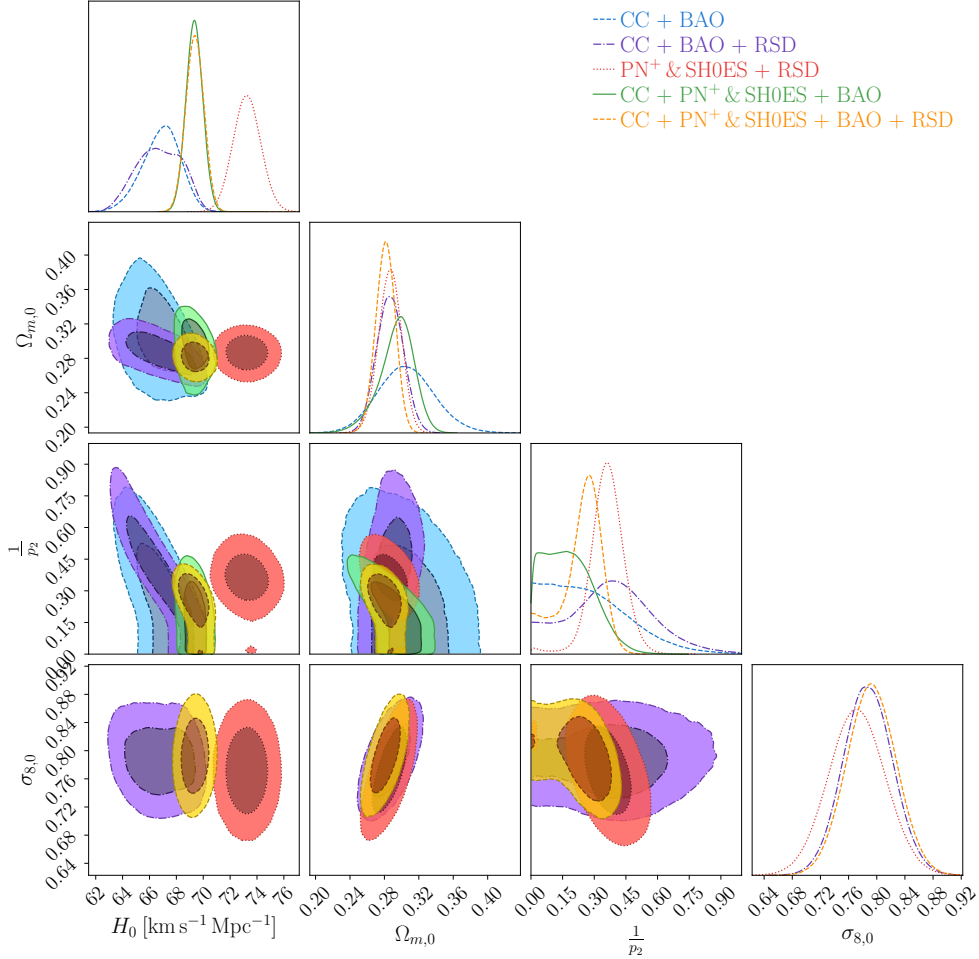 CC + BAO
CC + BAO + RSD
PN⁺ & SH0ES + RSD
CC + PN⁺ & SH0ES + BAO
CC + PN⁺ & SH0ES + BAO + RSD
0.40
0.36
0.32
0.28
0.24
0.20
Ω_{m,0}
0.90
0.75
0.60
0.45
0.30
0.15
0.00
1/p₂
0.92
0.88
0.84
0.80
0.76
0.72
0.68
0.64
σ_{8,0}
62 64 66 68 70 72 74 76
H₀ [km s⁻¹ Mpc⁻¹]
0.20 0.24 0.28 0.32 0.36 0.40
Ω_{m,0}
0.00 0.15 0.30 0.45 0.60 0.75 0.90
1/p₂
0.64 0.68 0.72 0.76 0.80 0.84 0.88 0.92
σ_{8,0}